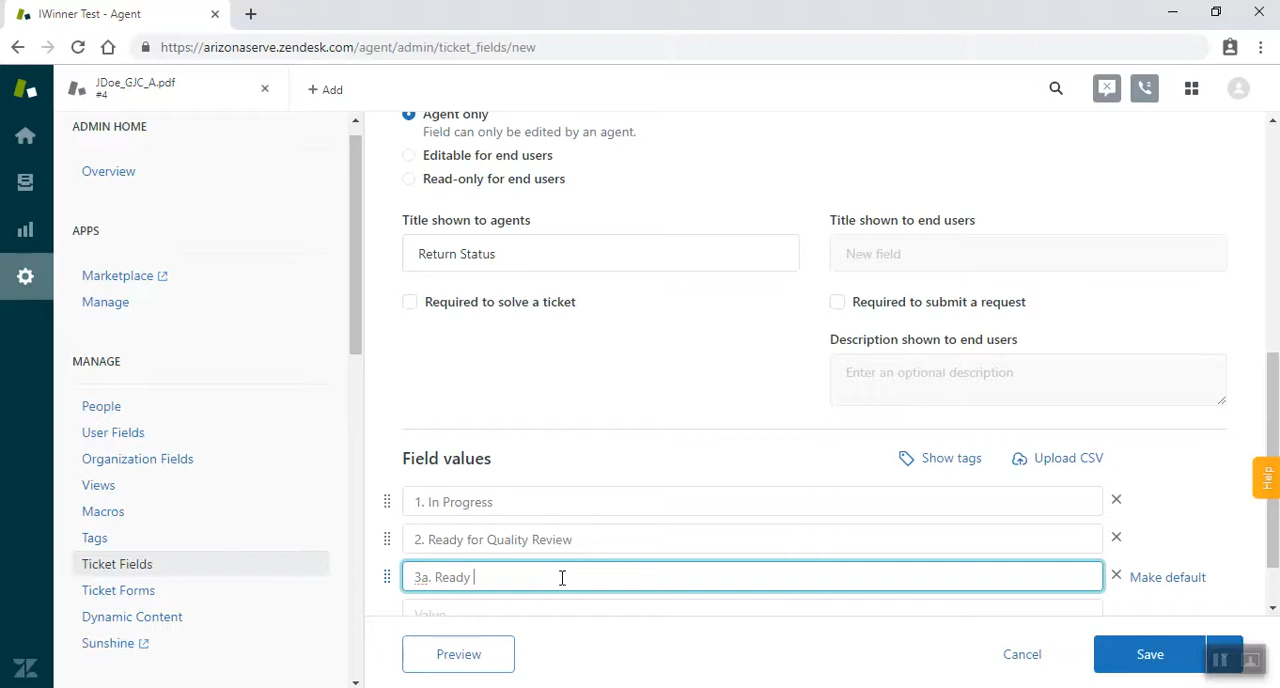 IWinner Test - Agent
https://arizonaserve.zendesk.com/agent/admin/ticket_fields/new
JDoe_GJC_A.pdf
#4
+ Add
ADMIN HOME
Overview
APPS
Marketplace
Manage
MANAGE
People
User Fields
Organization Fields
Views
Macros
Tags
Ticket Fields
Ticket Forms
Dynamic Content
Sunshine
Agent only
Field can only be edited by an agent.
Editable for end users
Read-only for end users
Title shown to agents
Title shown to end users
Return Status
New field
Required to solve a ticket
Required to submit a request
Description shown to end users
Enter an optional description
Field values
Show tags
Upload CSV
1. In Progress
2. Ready for Quality Review
3a. Ready
Make default
Value
Preview
Cancel
Save
Help